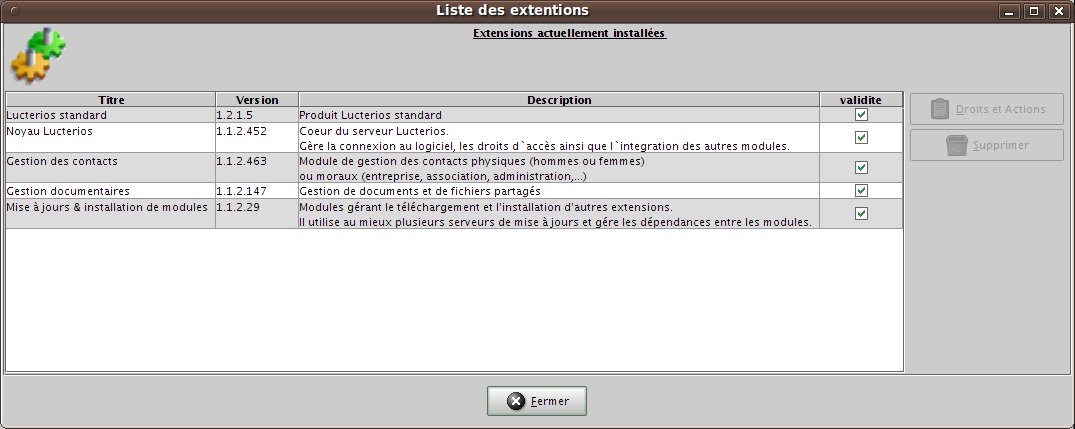 Liste des extentions
Extensions actuellement installées
Titre Version Description validite
Lucterios standard 1.2.1.5 Produit Lucterios standard
Noyau Lucterios 1.1.2.452 Coeur du serveur Lucterios.
Gère la connexion au logiciel, les droits d`accès ainsi que l`integration des autres modules.
Gestion des contacts 1.1.2.463 Module de gestion des contacts physiques (hommes ou femmes)
ou moraux (entreprise, association, administration,...)
Gestion documentaires 1.1.2.147 Gestion de documents et de fichiers partagés
Mise à jours & installation de modules 1.1.2.29 Modules gérant le téléchargement et l'installation d'autres extensions.
Il utilise au mieux plusieurs serveurs de mise à jours et gére les dépendances entre les modules.
Droits et Actions
Supprimer
Fermer